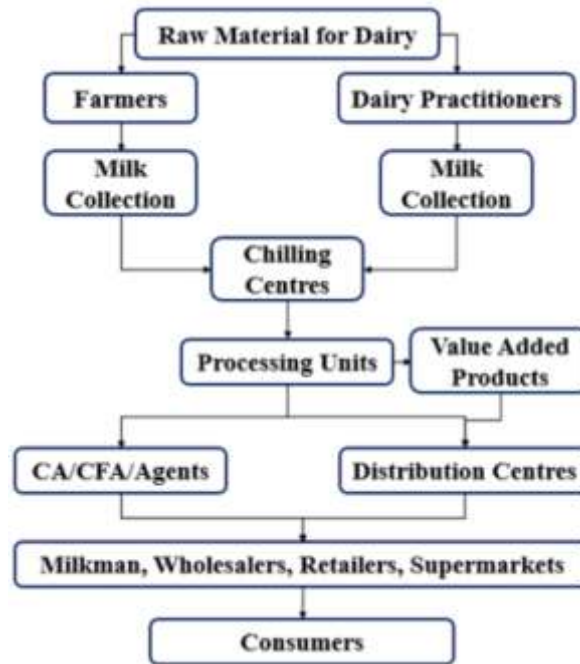 Raw Material for Dairy
Farmers
Dairy Practitioners
Milk
Collection
Milk
Collection
Chilling
Centres
Processing Units
Value Added
Products
CA/CFA/Agents
Distribution Centres
Milkman, Wholesalers, Retailers, Supermarkets
Consumers